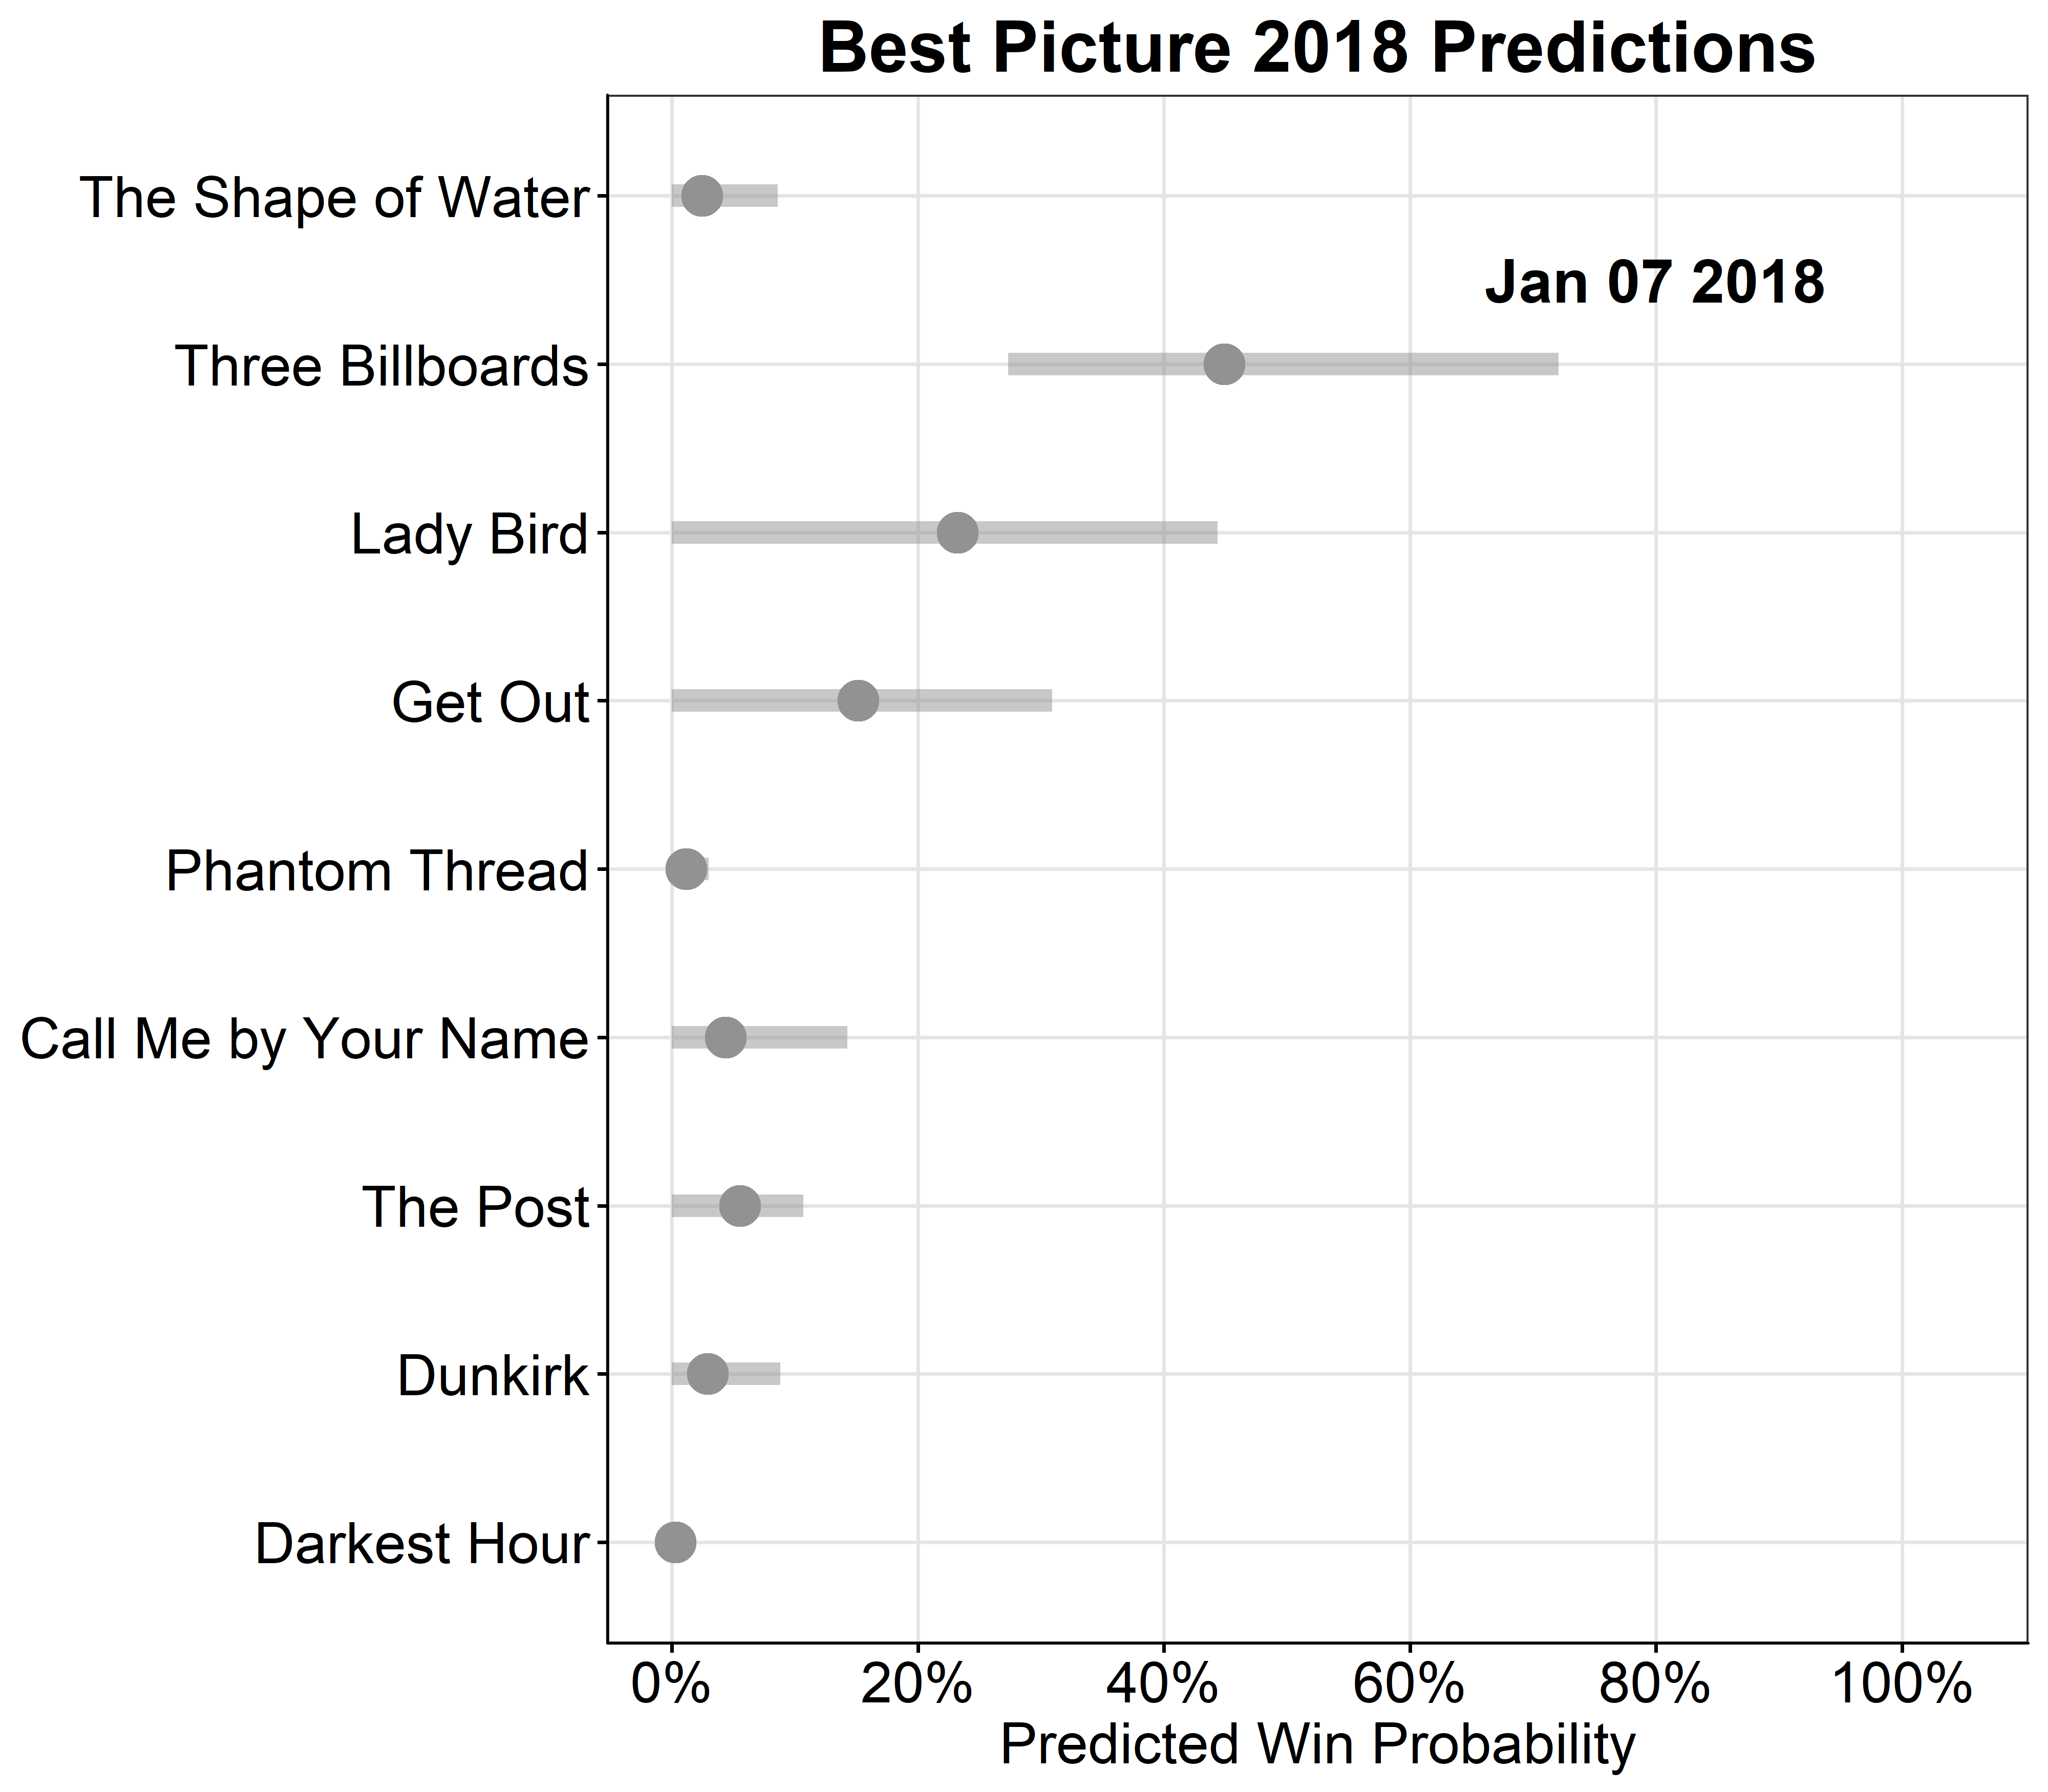 Best Picture 2018 Predictions
The Shape of Water
Jan 07 2018
Three Billboards
Lady Bird
Get Out
Phantom Thread
Call Me by Your Name
The Post
Dunkirk
Darkest Hour
0% 20% 40% 60% 80% 100%
Predicted Win Probability